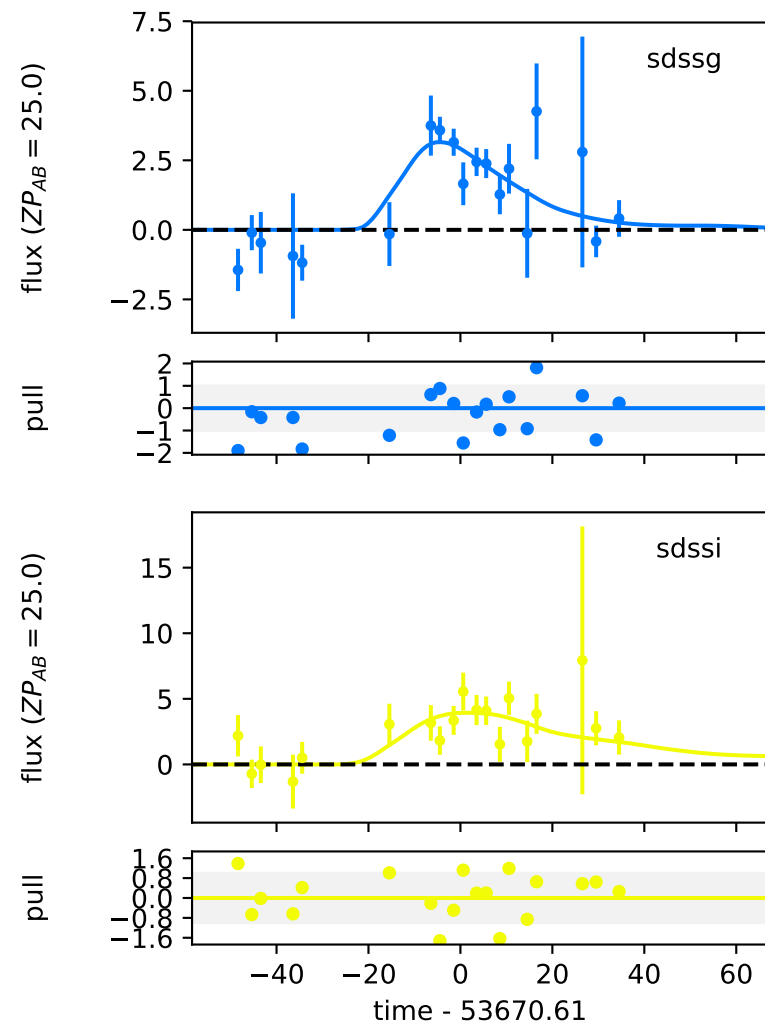 7.5
5.0
2.5
0.0
−2.5
flux (ZP_AB = 25.0)
sdssg
2
1
0
−1
−2
pull
15
10
5
0
flux (ZP_AB = 25.0)
sdssi
1.6
0.8
0.0
−0.8
−1.6
pull
−40 −20 0 20 40 60
time - 53670.61